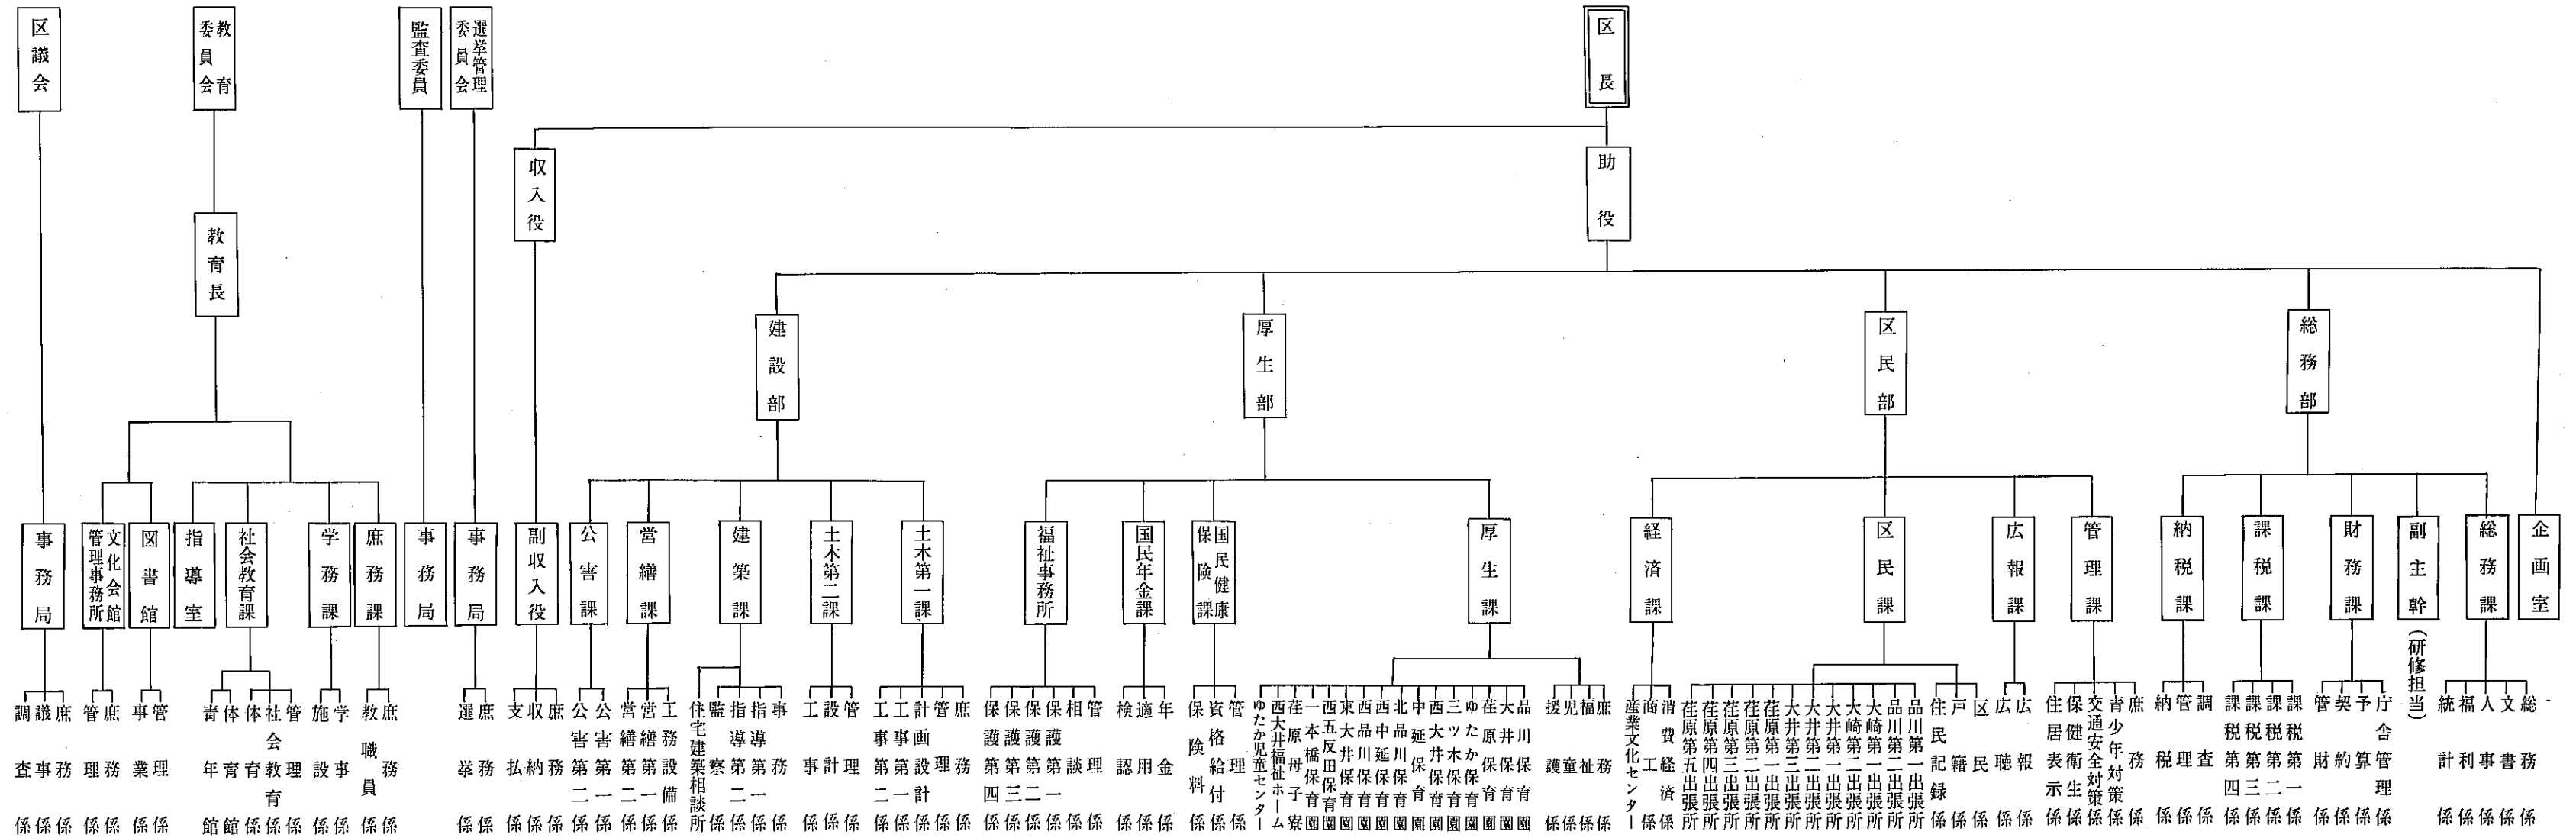 区長
助役
収入役
選挙管理委員会
監査委員
教育委員会
区議会
教育長
総務部
区民部
厚生部
建設部
企画室
総務課
副主幹
(研修担当)
財務課
課税課
納税課
管理課
広報課
区民課
経済課
厚生課
国民健康保険課
国民年金課
福祉事務所
土木第一課
土木第二課
建築課
営繕課
公害課
副収入役
事務局
事務局
庶務課
学務課
社会教育課
指導室
図書館
文化会館管理事務所
事務局
総務係
文書係
人事係
福利係
統計係
庁舎管理係
予算係
契約係
管財係
課税第一係
課税第二係
課税第三係
課税第四係
調査係
管理係
納税係
庶務係
青少年対策係
交通安全対策係
保健衛生係
住居表示係
広報係
広聴係
区民係
戸籍係
住民記録係
品川第一出張所
品川第二出張所
大崎第一出張所
大崎第二出張所
大井第一出張所
大井第二出張所
大井第三出張所
荏原第一出張所
荏原第二出張所
荏原第三出張所
荏原第四出張所
荏原第五出張所
消費経済係
商工係
産業文化センター
庶務係
福祉係
児童係
援護係
品川保育園
大井保育園
荏原保育園
ゆたか保育園
三ツ木保育園
西大井保育園
中延保育園
北品川保育園
西中延保育園
西品川保育園
東大井保育園
西五反田保育園
一本橋保育園
荏原母子寮
西大井福祉ホーム
ゆたか児童センター
管理係
資格給付係
保険料係
年金係
適用係
検認係
管理係
相談係
保護第一係
保護第二係
保護第三係
保護第四係
庶務係
管理係
計画設計係
工事第一係
工事第二係
管理係
設計係
工事係
事務係
指導第一係
指導第二係
監察係
住宅建築相談所
工務設備係
営繕第一係
営繕第二係
公害第一係
公害第二係
庶務係
収納係
支払係
庶務係
選挙係
庶務係
教職員係
学事係
施設係
管理係
社会教育係
体育係
体育館
青年館
管理係
事業係
庶務係
管理係
庶務係
議事係
調査係